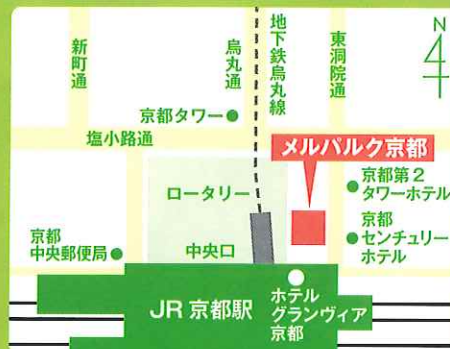 新町通
烏丸通
地下鉄烏丸線
東洞院通
N
京都タワー
塩小路通
メルパルク京都
ロータリー
京都第2
タワーホテル
京都
センチュリー
ホテル
京都
中央郵便局
中央口
JR 京都駅
ホテル
グランヴィア
京都